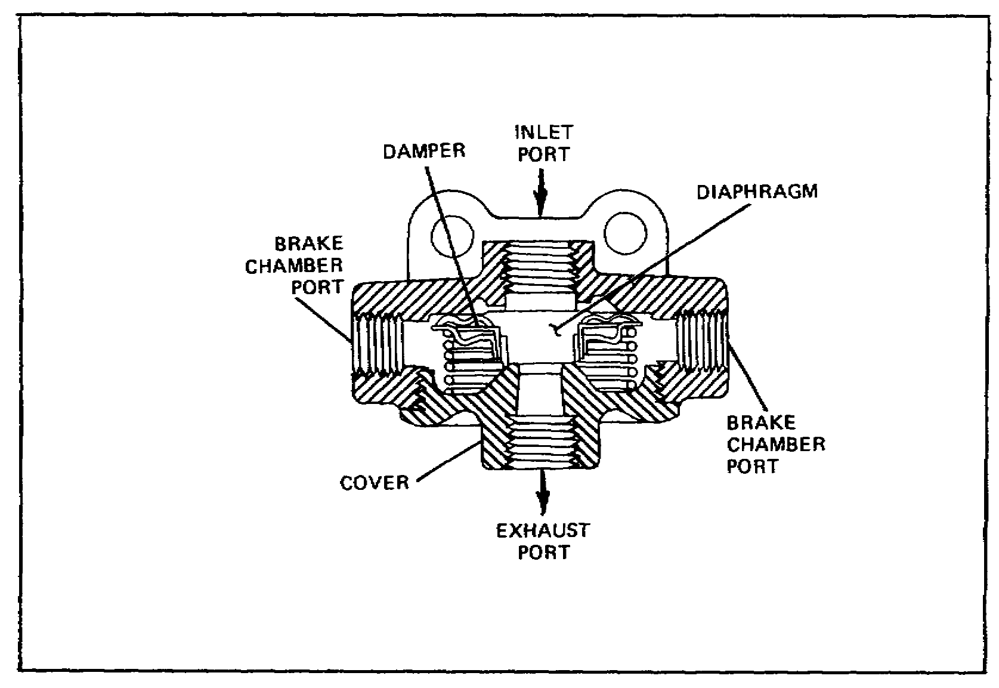 INLET
PORT
DAMPER
DIAPHRAGM
BRAKE
CHAMBER
PORT
BRAKE
CHAMBER
PORT
COVER
EXHAUST
PORT